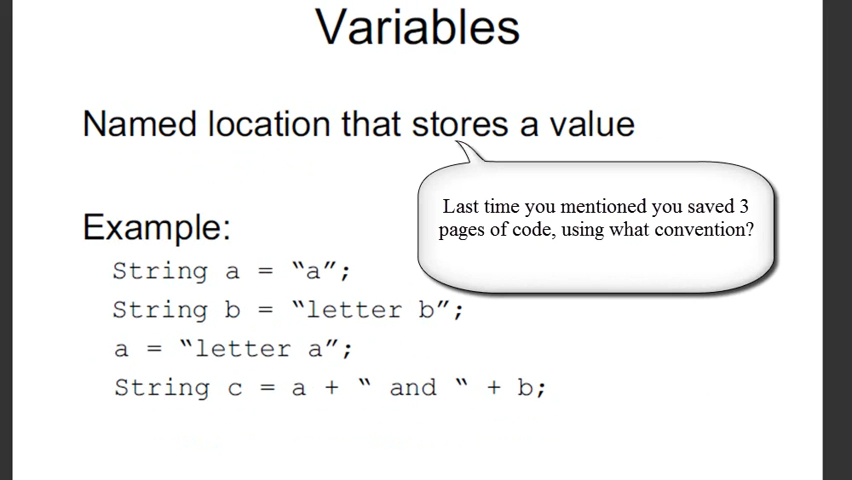 Variables
Named location that stores a value
Last time you mentioned you saved 3
pages of code, using what convention?
Example:
String a = “a”;
String b = “letter b”;
a = “letter a”;
String c = a + “ and “ + b;